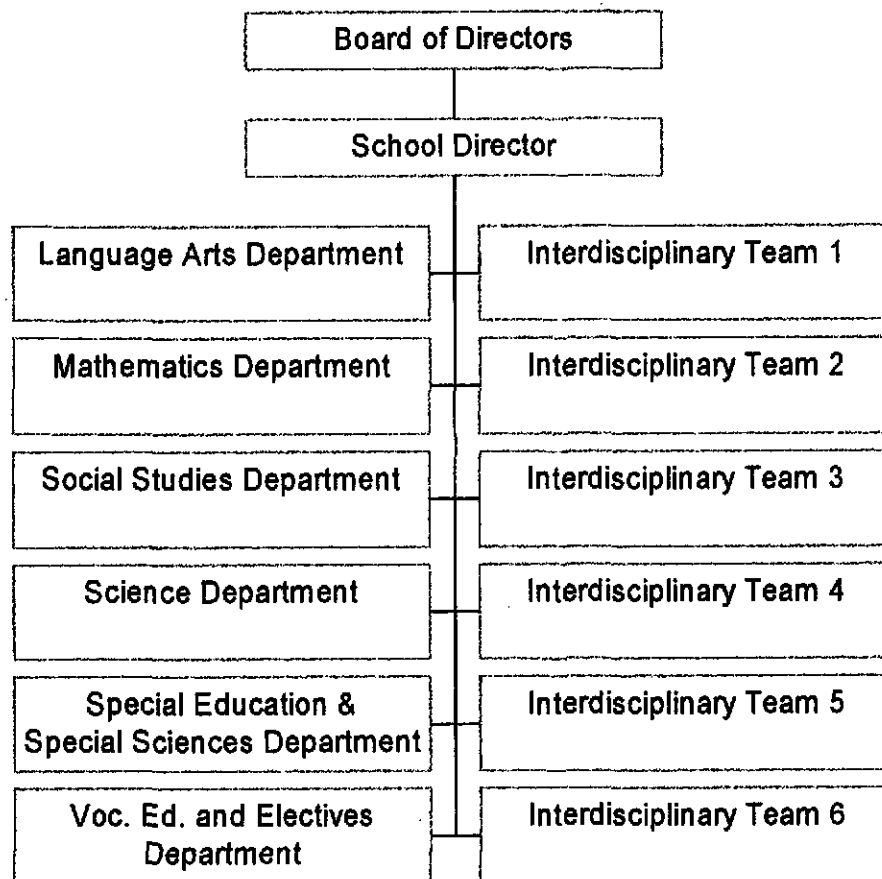 Board of Directors
School Director
Language Arts Department
Interdisciplinary Team 1
Mathematics Department
Interdisciplinary Team 2
Social Studies Department
Interdisciplinary Team 3
Science Department
Interdisciplinary Team 4
Special Education &
Special Sciences Department
Interdisciplinary Team 5
Voc. Ed. and Electives
Department
Interdisciplinary Team 6